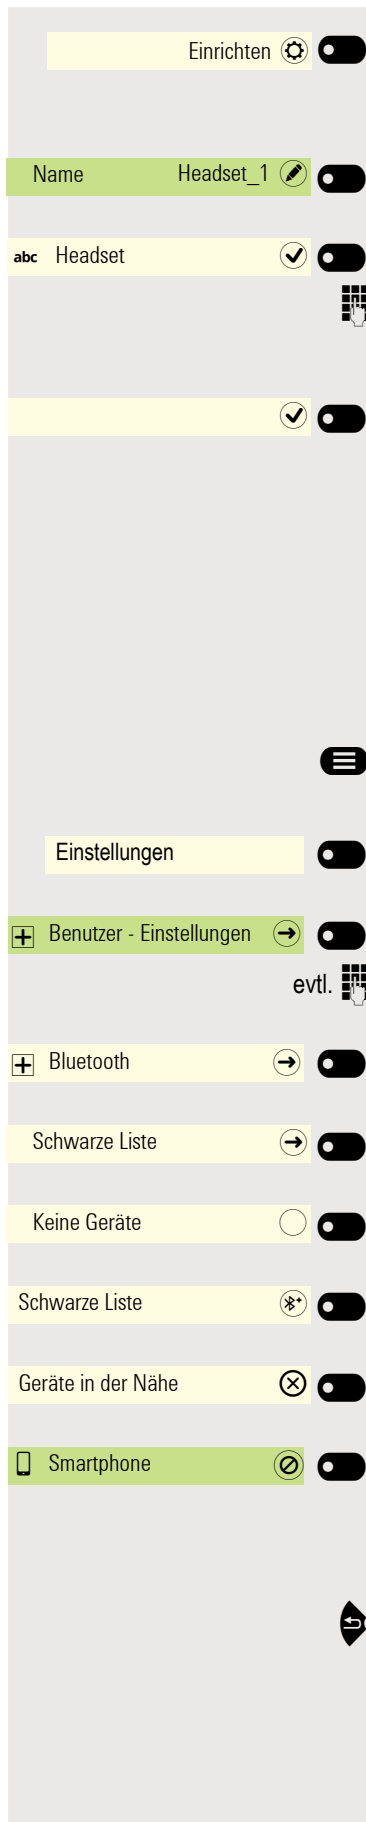 Einrichten
Name Headset_1
abc Headset
Einstellungen
Benutzer - Einstellungen
evtl.
Bluetooth
Schwarze Liste
Keine Geräte
Schwarze Liste
Geräte in der Nähe
Smartphone